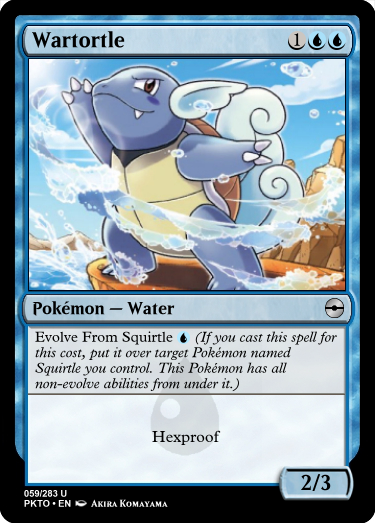 Wartortle 1
Pokémon — Water
Evolve From Squirtle (If you cast this spell for
this cost, put it over target Pokémon named
Squirtle you control. This Pokémon has all
non-evolve abilities from under it.)
Hexproof
2/3
059/283 U
PKTO • EN Akira Komayama